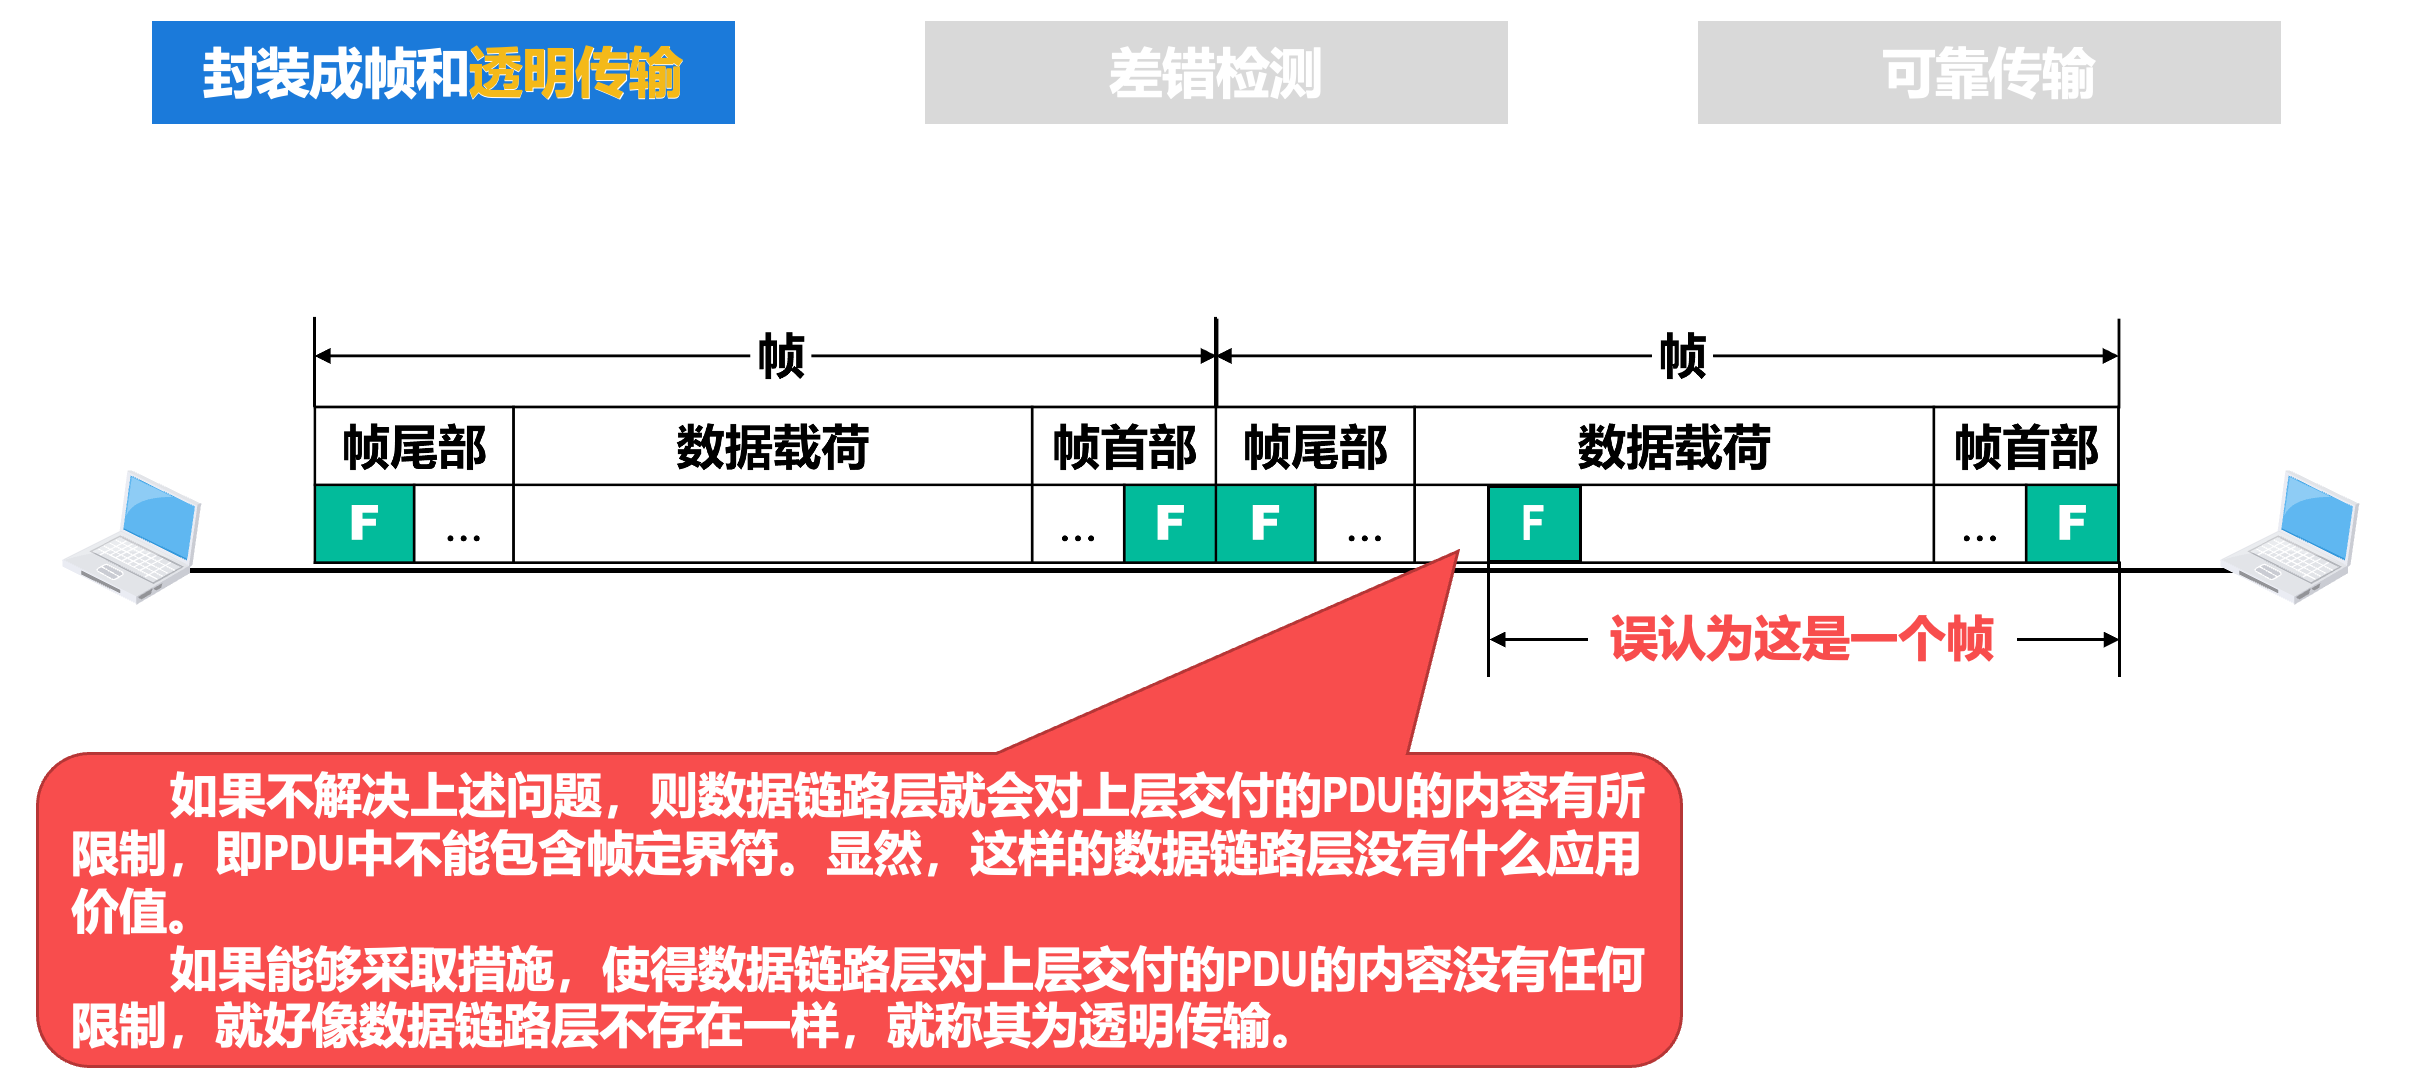 封装成帧和透明传输
差错检测
可靠传输
帧
帧
帧尾部 数据载荷 帧首部 帧尾部 数据载荷 帧首部
F … … F F … F … F
误认为这是一个帧
如果不解决上述问题，则数据链路层就会对上层交付的PDU的内容有所
限制，即PDU中不能包含帧定界符。显然，这样的数据链路层没有什么应用
价值。
如果能够采取措施，使得数据链路层对上层交付的PDU的内容没有任何
限制，就好像数据链路层不存在一样，就称其为透明传输。